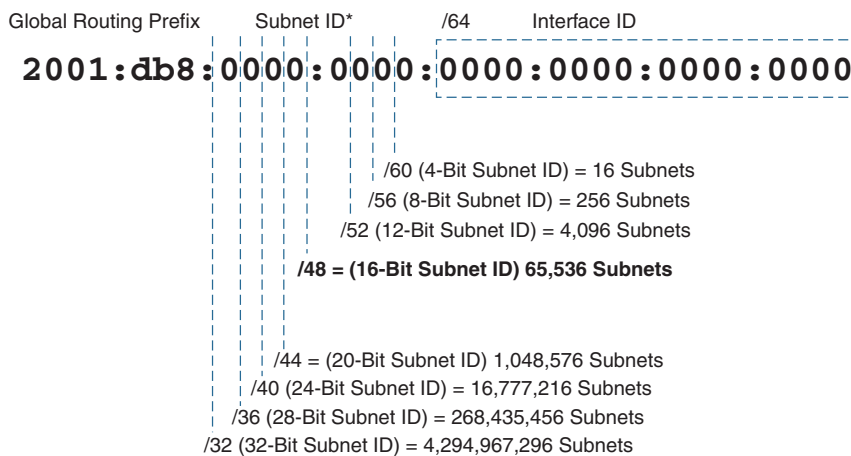 Global Routing Prefix Subnet ID* /64 Interface ID
2001:db8:0000:0000:0000:0000:0000:0000
/60 (4-Bit Subnet ID) = 16 Subnets
/56 (8-Bit Subnet ID) = 256 Subnets
/52 (12-Bit Subnet ID) = 4,096 Subnets
/48 = (16-Bit Subnet ID) 65,536 Subnets
/44 = (20-Bit Subnet ID) 1,048,576 Subnets
/40 (24-Bit Subnet ID) = 16,777,216 Subnets
/36 (28-Bit Subnet ID) = 268,435,456 Subnets
/32 (32-Bit Subnet ID) = 4,294,967,296 Subnets